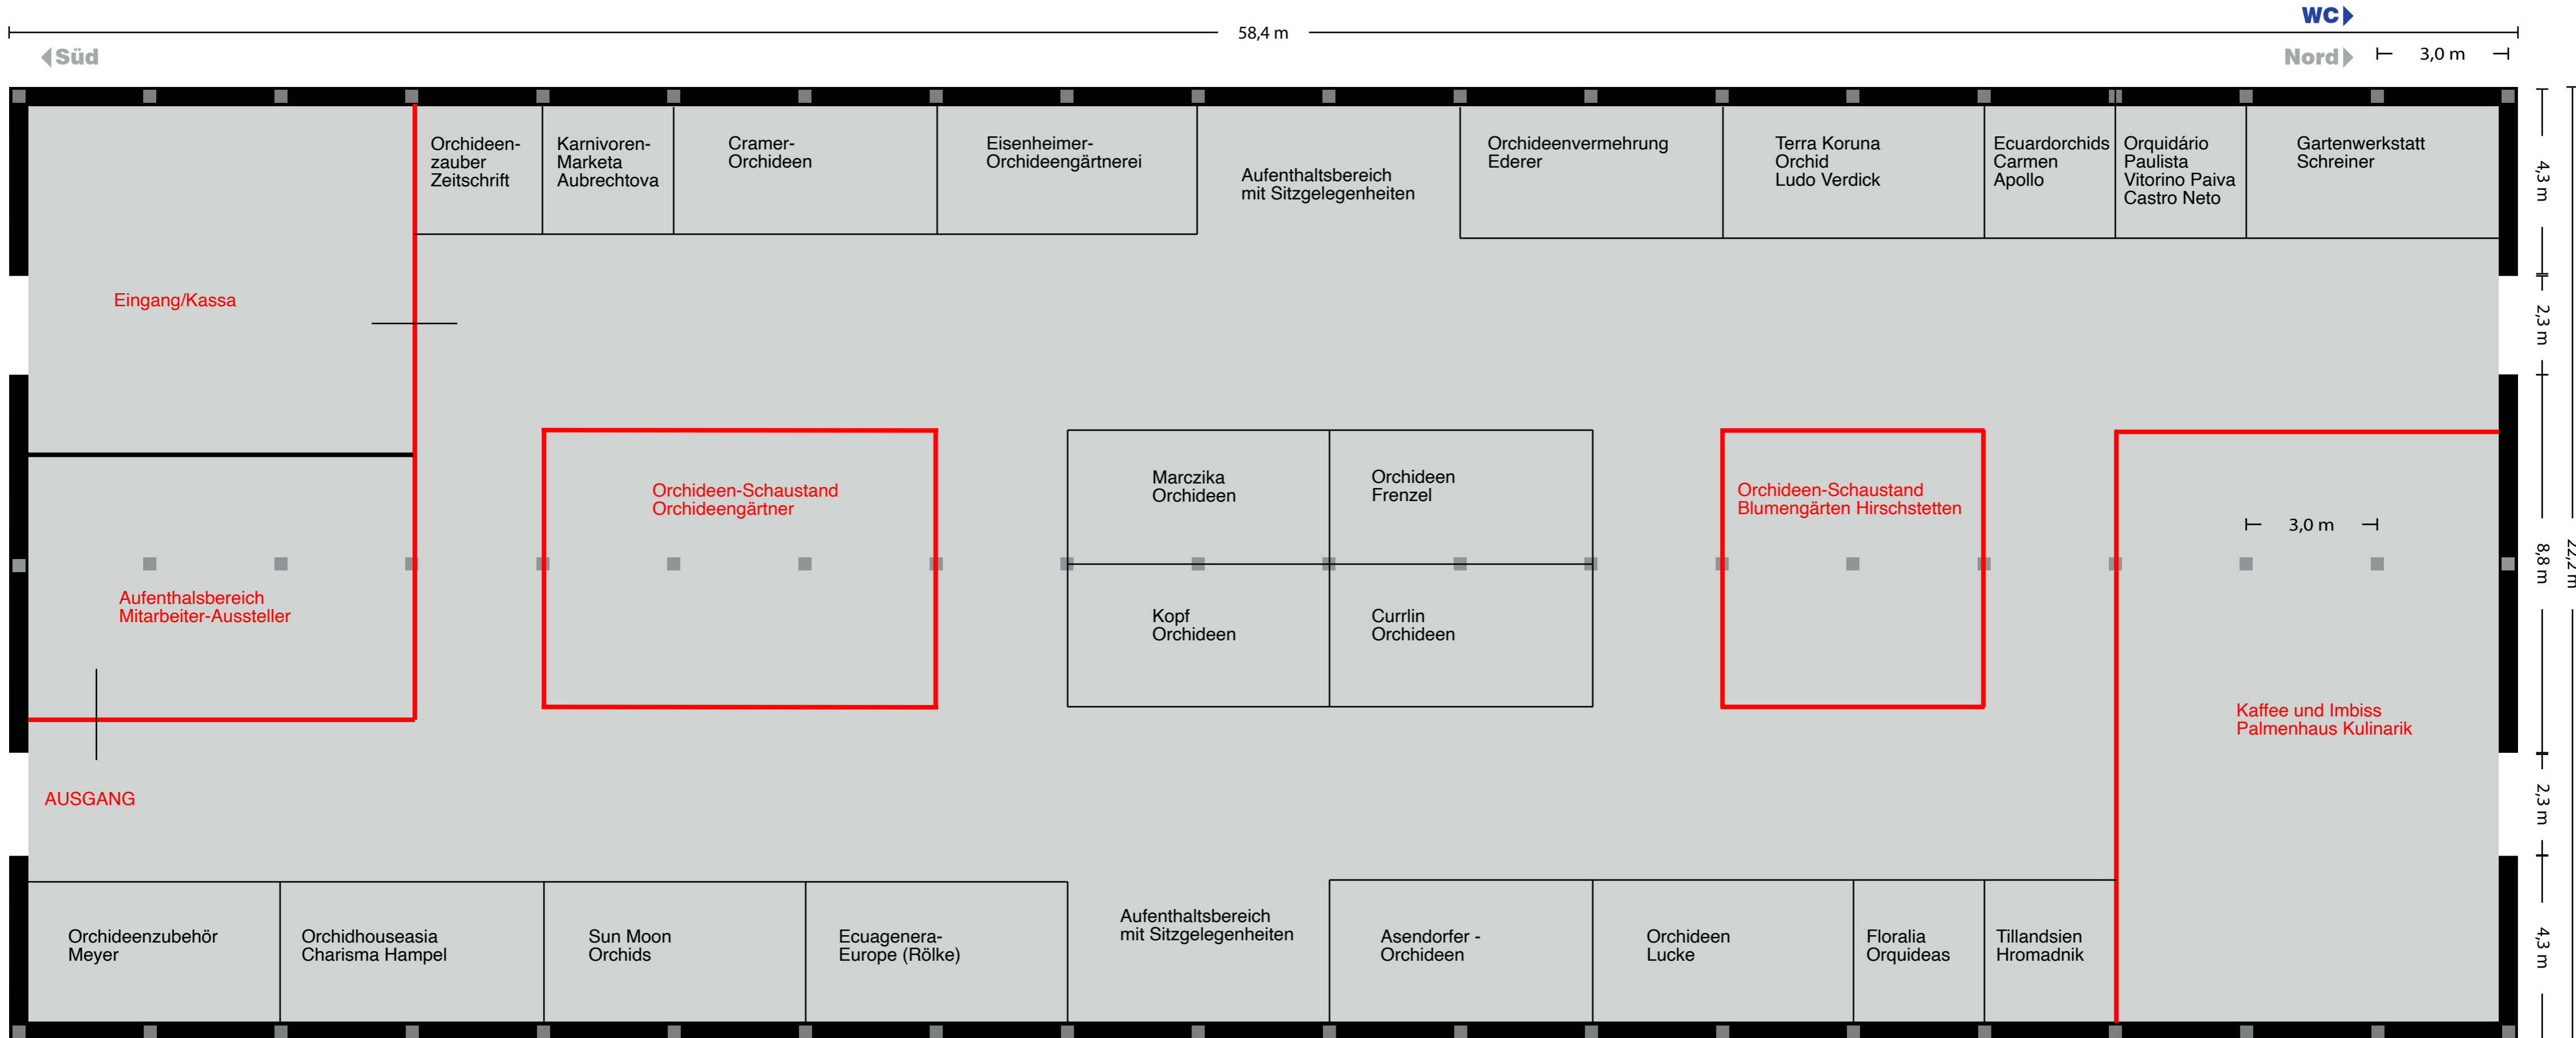 WC
58,4 m
Süd
Nord
3,0 m
Orchideen-
zauber
Zeitschrift
Karnivoren-
Marketa
Aubrechtova
Cramer-
Orchideen
Eisenheimer-
Orchideengärtnerei
Aufenthaltsbereich
mit Sitzgelegenheiten
Orchideenvermehrung
Ederer
Terra Koruna
Orchid
Ludo Verdick
Ecuardorchids
Carmen
Apollo
Orquidário
Paulista
Vitorino Paiva
Castro Neto
Gartenwerkstatt
Schreiner
4,3 m
Eingang/Kassa
2,3 m
Orchideen-Schaustand
Orchideengärtner
Marczika
Orchideen
Orchideen
Frenzel
Orchideen-Schaustand
Blumengärten Hirschstetten
3,0 m
8,8 m
22,2 m
Aufenthalsbereich
Mitarbeiter-Aussteller
Kopf
Orchideen
Currlin
Orchideen
Kaffee und Imbiss
Palmenhaus Kulinarik
AUSGANG
2,3 m
Orchideenzubehör
Meyer
Orchidhouseasia
Charisma Hampel
Sun Moon
Orchids
Ecuagenera-
Europe (Rölke)
Aufenthaltsbereich
mit Sitzgelegenheiten
Asendorfer -
Orchideen
Orchideen
Lucke
Floralia
Orquideas
Tillandsien
Hromadnik
4,3 m